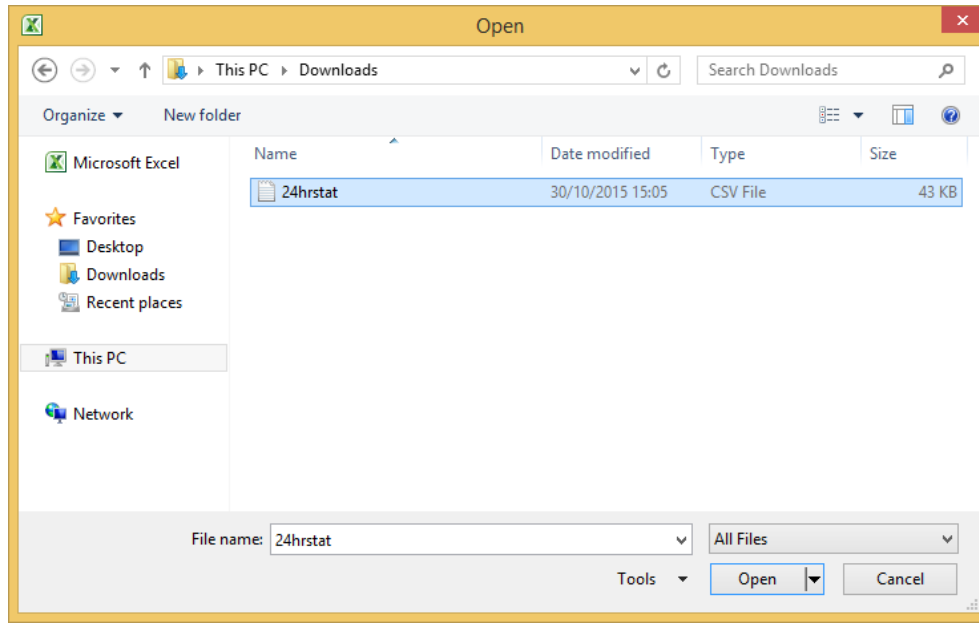 Open
This PC Downloads
Search Downloads
Organize
New folder
Microsoft Excel
Favorites
Desktop
Downloads
Recent places
This PC
Network
Name Date modified Type Size
24hrstat 30/10/2015 15:05 CSV File 43 KB
File name: 24hrstat All Files
Tools Open Cancel